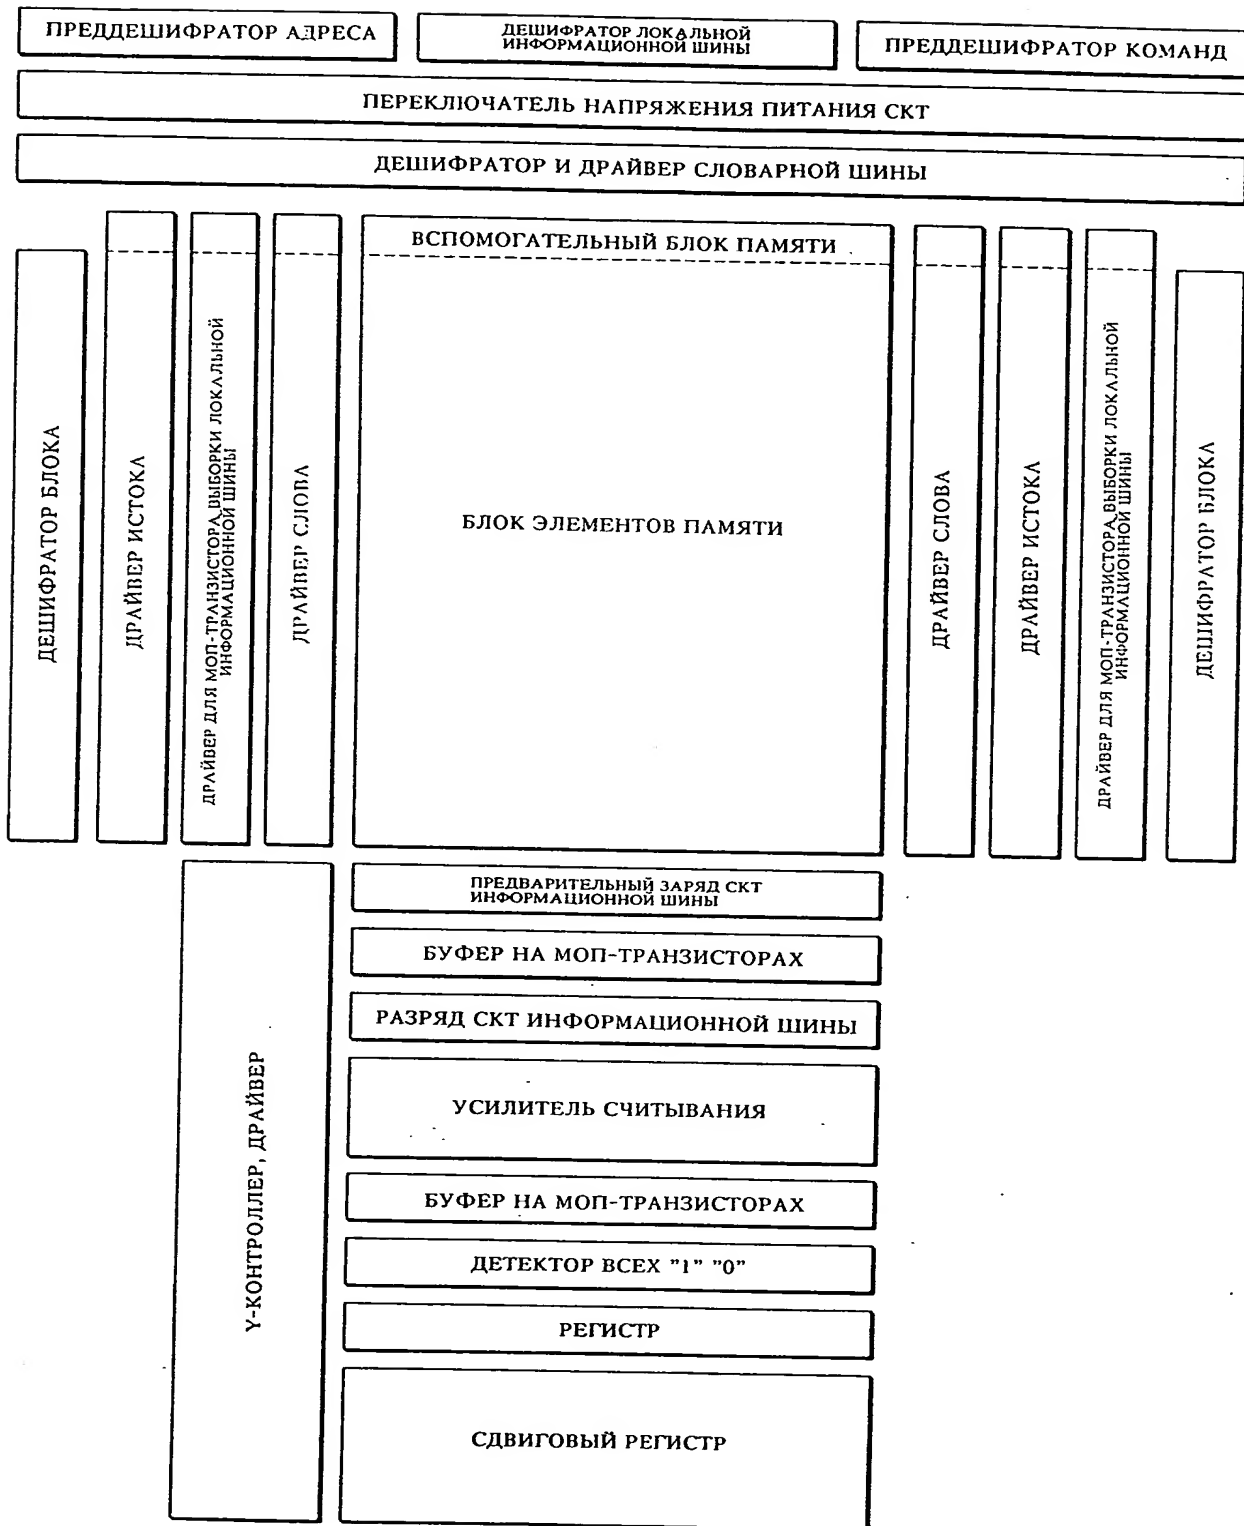 ПРЕДДЕШИФРАТОР АДРЕСА
ДЕШИФРАТОР ЛОКАЛЬНОЙ
ИНФОРМАЦИОННОЙ ШИНЫ
ПРЕДДЕШИФРАТОР КОМАНД
ПЕРЕКЛЮЧАТЕЛЬ НАПРЯЖЕНИЯ ПИТАНИЯ СКТ
ДЕШИФРАТОР И ДРАЙВЕР СЛОВАРНОЙ ШИНЫ
ДЕШИФРАТОР БЛОКА
ДРАЙВЕР ИСТОКА
ДРАЙВЕР ДЛЯ МОП-ТРАНЗИСТОРА ВЫБОРКИ ЛОКАЛЬНОЙ
ИНФОРМАЦИОННОЙ ШИНЫ
ДРАЙВЕР СЛОВА
ВСПОМОГАТЕЛЬНЫЙ БЛОК ПАМЯТИ
БЛОК ЭЛЕМЕНТОВ ПАМЯТИ
ДРАЙВЕР СЛОВА
ДРАЙВЕР ИСТОКА
ДРАЙВЕР ДЛЯ МОП-ТРАНЗИСТОРА ВЫБОРКИ ЛОКАЛЬНОЙ
ИНФОРМАЦИОННОЙ ШИНЫ
ДЕШИФРАТОР БЛОКА
Y-КОНТРОЛЛЕР, ДРАЙВЕР
ПРЕДВАРИТЕЛЬНЫЙ ЗАРЯД СКТ
ИНФОРМАЦИОННОЙ ШИНЫ
БУФЕР НА МОП-ТРАНЗИСТОРАХ
РАЗРЯД СКТ ИНФОРМАЦИОННОЙ ШИНЫ
УСИЛИТЕЛЬ СЧИТЫВАНИЯ
БУФЕР НА МОП-ТРАНЗИСТОРАХ
ДЕТЕКТОР ВСЕХ "1" "0"
РЕГИСТР
СДВИГОВЫЙ РЕГИСТР